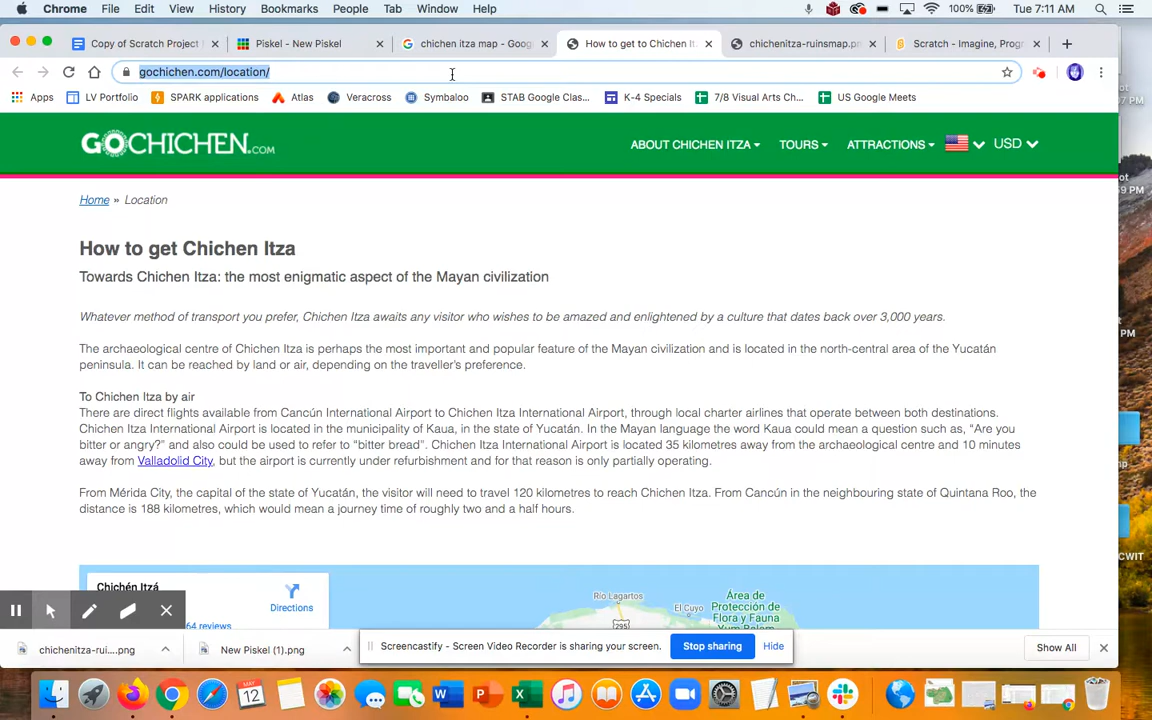 Chrome File Edit View History Bookmarks People Tab Window Help 100% Tue 7:11 AM
Copy of Scratch Project Piskel - New Piskel chichen itza map - Goog How to get to Chichen It chichenitza-ruinsmap.pn Scratch - Imagine, Progr
gochichen.com/location/
Apps LV Portfolio SPARK applications Atlas Veracross Symbaloo STAB Google Clas... K-4 Specials 7/8 Visual Arts Ch... US Google Meets
GOCHICHEN.COM ABOUT CHICHEN ITZA TOURS ATTRACTIONS USD
Home » Location
How to get Chichen Itza
Towards Chichen Itza: the most enigmatic aspect of the Mayan civilization
Whatever method of transport you prefer, Chichen Itza awaits any visitor who wishes to be amazed and enlightened by a culture that dates back over 3,000 years.
The archaeological centre of Chichen Itza is perhaps the most important and popular feature of the Mayan civilization and is located in the north-central area of the Yucatán
peninsula. It can be reached by land or air, depending on the traveller's preference.
To Chichen Itza by air
There are direct flights available from Cancún International Airport to Chichen Itza International Airport, through local charter airlines that operate between both destinations.
Chichen Itza International Airport is located in the municipality of Kaua, in the state of Yucatán. In the Mayan language the word Kaua could mean a question such as, "Are you
bitter or angry?" and also could be used to refer to "bitter bread". Chichen Itza International Airport is located 35 kilometres away from the archaeological centre and 10 minutes
away from Valladolid City, but the airport is currently under refurbishment and for that reason is only partially operating.
From Mérida City, the capital of the state of Yucatán, the visitor will need to travel 120 kilometres to reach Chichen Itza. From Cancún in the neighbouring state of Quintana Roo, the
distance is 188 kilometres, which would mean a journey time of roughly two and a half hours.
Chichén Itzá
Directions
64 reviews
Río Lagartos
295
El Cuyo
Área de
Protección de
Flora y Fauna
chichenitza-rui....png New Piskel (1).png Screencastify - Screen Video Recorder is sharing your screen. Stop sharing Hide Show All
MAY
12